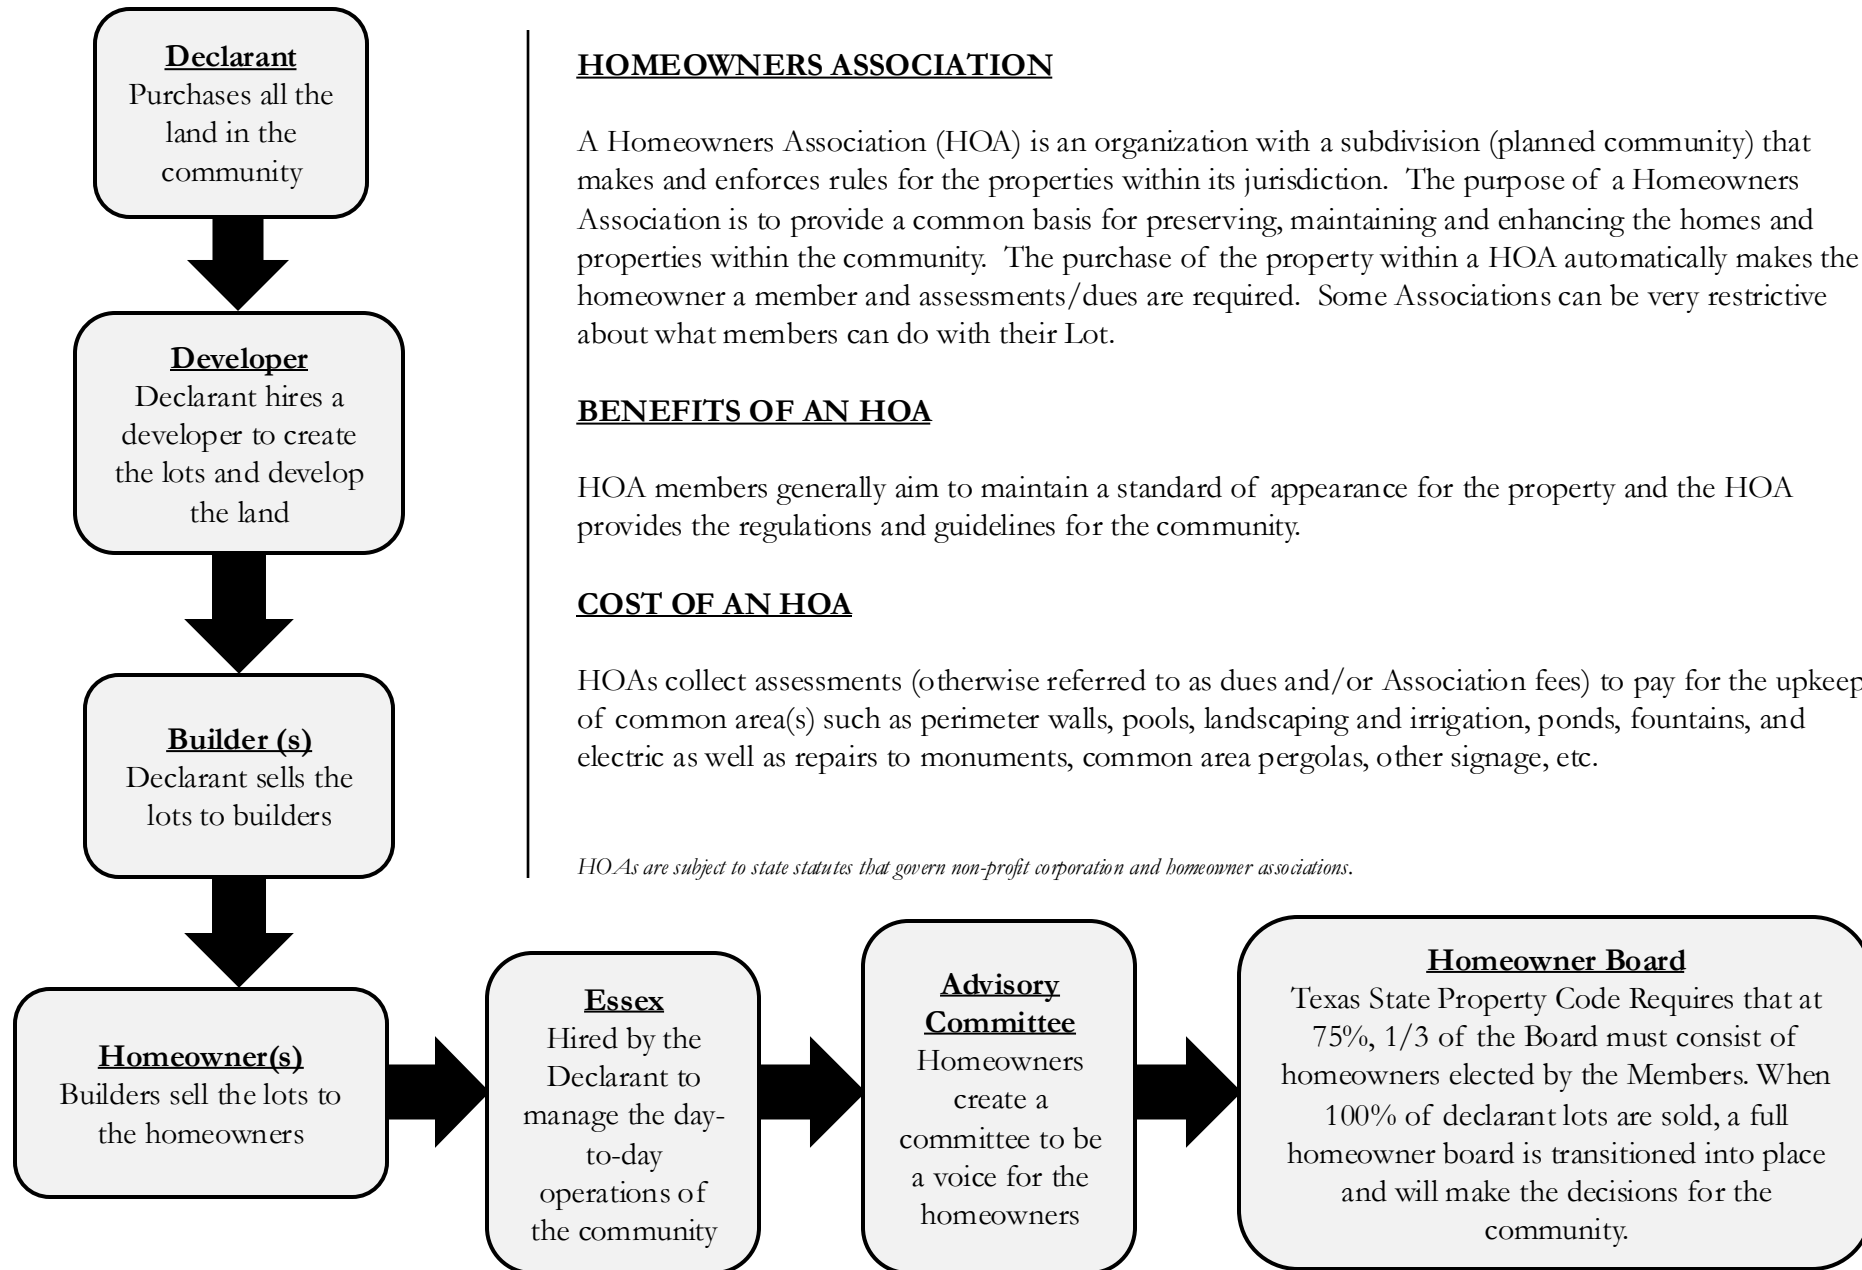 Declarant
Purchases all the
land in the
community
Developer
Declarant hires a
developer to create
the lots and develop
the land
Builder (s)
Declarant sells the
lots to builders
Homeowner(s)
Builders sell the lots to
the homeowners
HOMEOWNERS ASSOCIATION
A Homeowners Association (HOA) is an organization with a subdivision (planned community) that
makes and enforces rules for the properties within its jurisdiction.  The purpose of a Homeowners
Association is to provide a common basis for preserving, maintaining and enhancing the homes and
properties within the community.  The purchase of the property within a HOA automatically makes the
homeowner a member and assessments/dues are required.  Some Associations can be very restrictive
about what members can do with their Lot.
BENEFITS OF AN HOA
HOA members generally aim to maintain a standard of appearance for the property and the HOA
provides the regulations and guidelines for the community.
COST OF AN HOA
HOAs collect assessments (otherwise referred to as dues and/or Association fees) to pay for the upkeep
of common area(s) such as perimeter walls, pools, landscaping and irrigation, ponds, fountains, and
electric as well as repairs to monuments, common area pergolas, other signage, etc.
HOAs are subject to state statutes that govern non-profit corporation and homeowner associations.
Essex
Hired by the
Declarant to
manage the day-
to-day
operations of
the community
Advisory
Committee
Homeowners
create a
committee to be
a voice for the
homeowners
Homeowner Board
Texas State Property Code Requires that at
75%, 1/3 of the Board must consist of
homeowners elected by the Members. When
100% of declarant lots are sold, a full
homeowner board is transitioned into place
and will make the decisions for the
community.